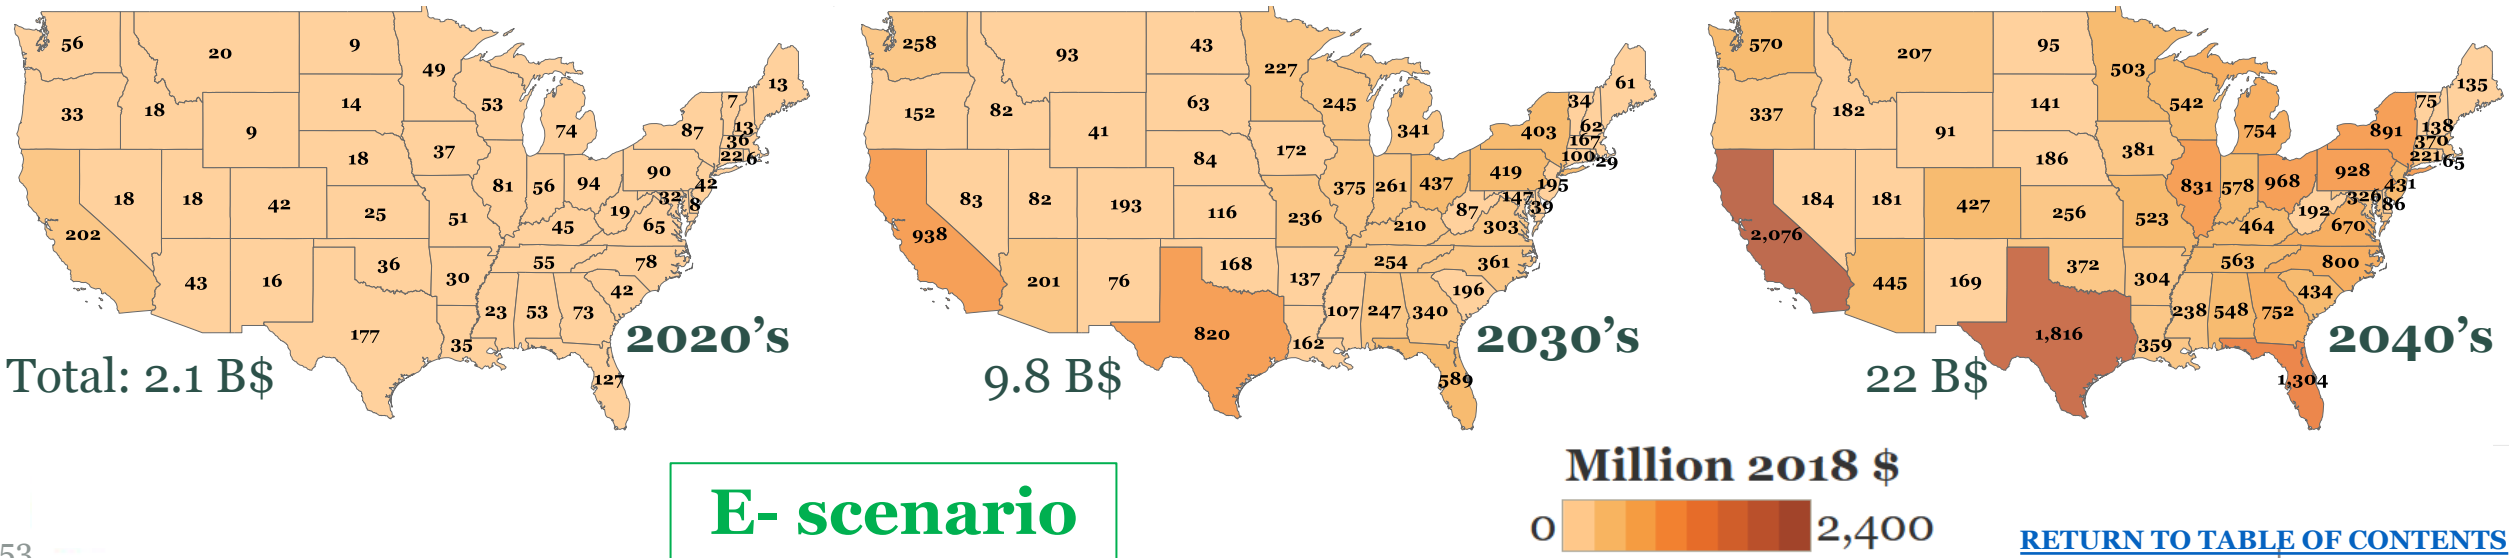 56 20 9 49 53 74 87 7 13 13 36 22 6
33 18 9 14 18 37 81 56 94 90 42 32 8
202 18 18 42 25 51 45 19 65
43 16 36 30 55 78 42
177 35 23 53 73 127
2020's
Total: 2.1 B$
258 93 43 227 245 341 403 34 61 62 167 100 29
152 82 41 63 84 172 375 261 437 419 195 147 39
938 83 82 193 116 236 210 87 303
201 76 168 137 254 361 196
820 162 107 247 340 589
2030's
9.8 B$
570 207 95 503 542 754 891 75 135 138 370 221 65
337 182 91 141 186 381 831 578 968 928 431 326 86
2,076 184 181 427 256 523 464 192 670
445 169 372 304 563 800 434
1,816 359 238 548 752 1,304
2040's
22 B$
E- scenario
Million 2018 $
0 2,400
RETURN TO TABLE OF CONTENTS
53